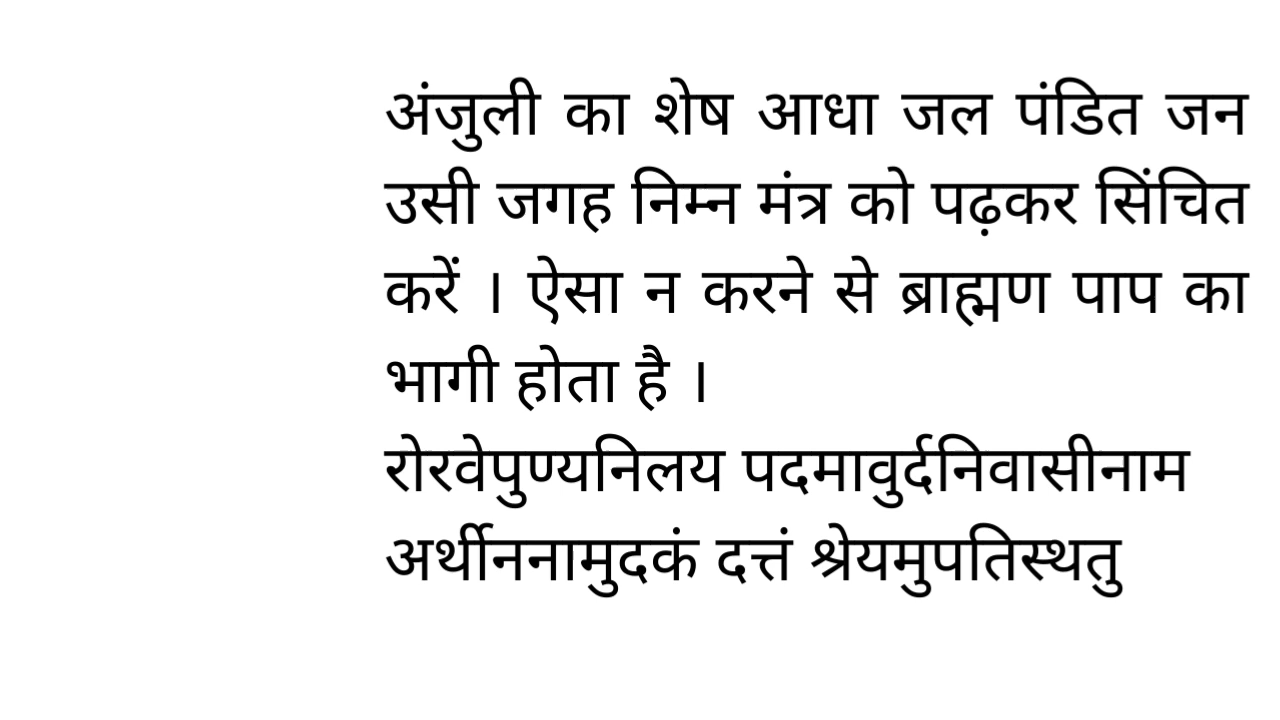 अंजुली का शेष आधा जल पंडित जन
उसी जगह निम्न मंत्र को पढ़कर सिंचित
करें । ऐसा न करने से ब्राह्मण पाप का
भागी होता है ।
रोरवेपुण्यनिलय पदमावुर्दनिवासीनाम
अर्थीननामुदकं दत्तं श्रेयमुपतिस्थतु